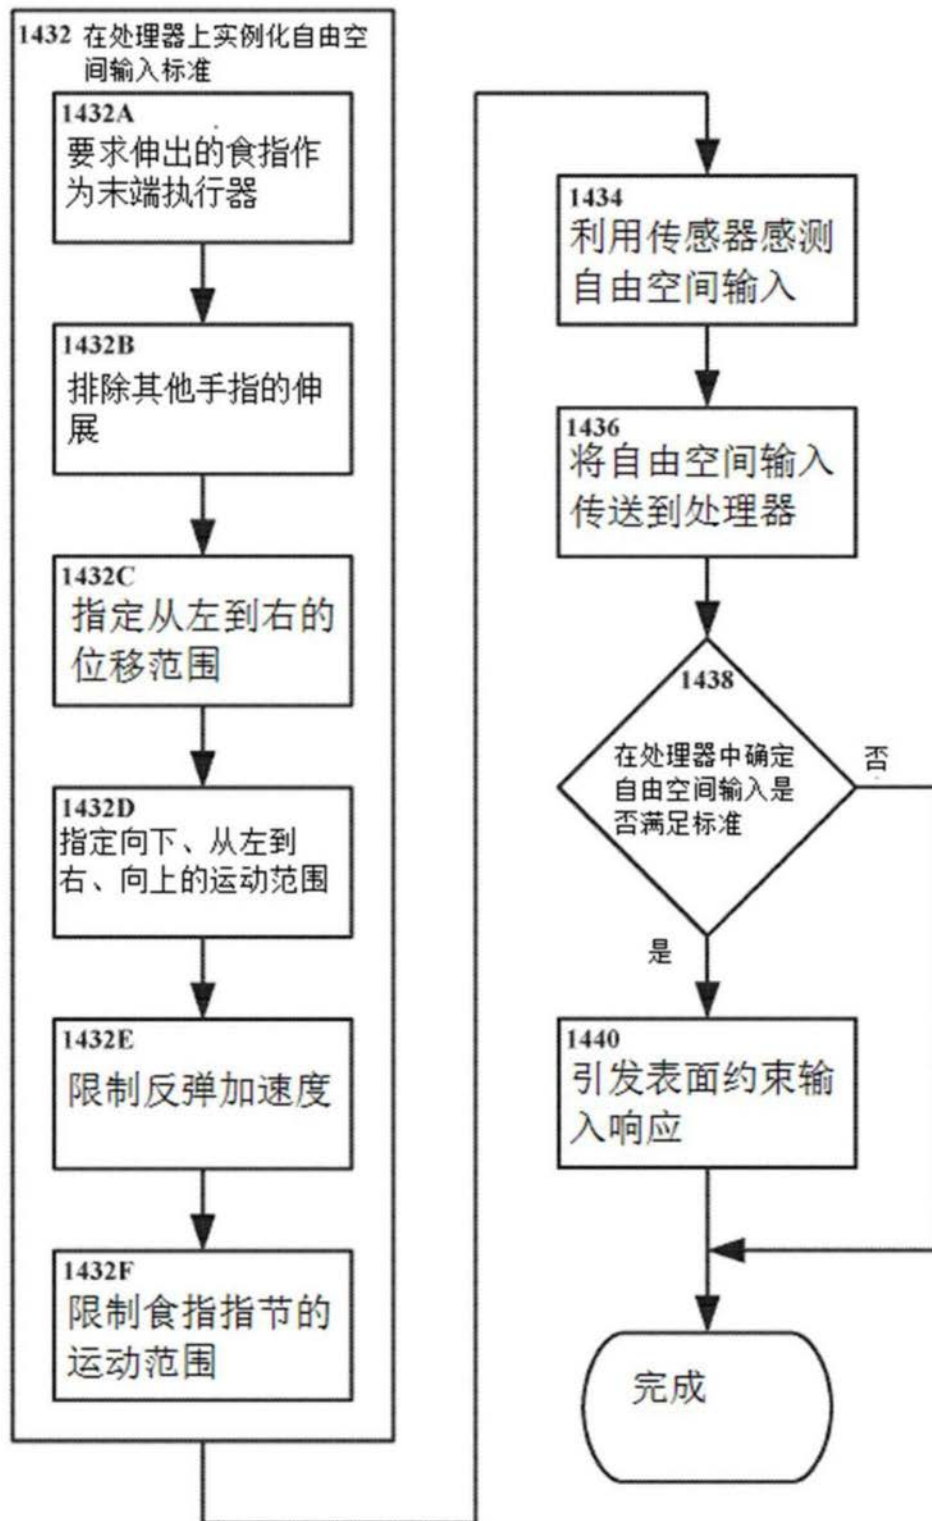 1432 在处理器上实例化自由空
间输入标准
1432A
要求伸出的食指作
为末端执行器
1432B
排除其他手指的伸
展
1432C
指定从左到右的
位移范围
1432D
指定向下、从左到
右、向上的运动范围
1432E
限制反弹加速度
1432F
限制食指指节的
运动范围
1434
利用传感器感测
自由空间输入
1436
将自由空间输入
传送到处理器
1438
在处理器中确定
自由空间输入是
否满足标准
否
是
1440
引发表面约束输
入响应
完成